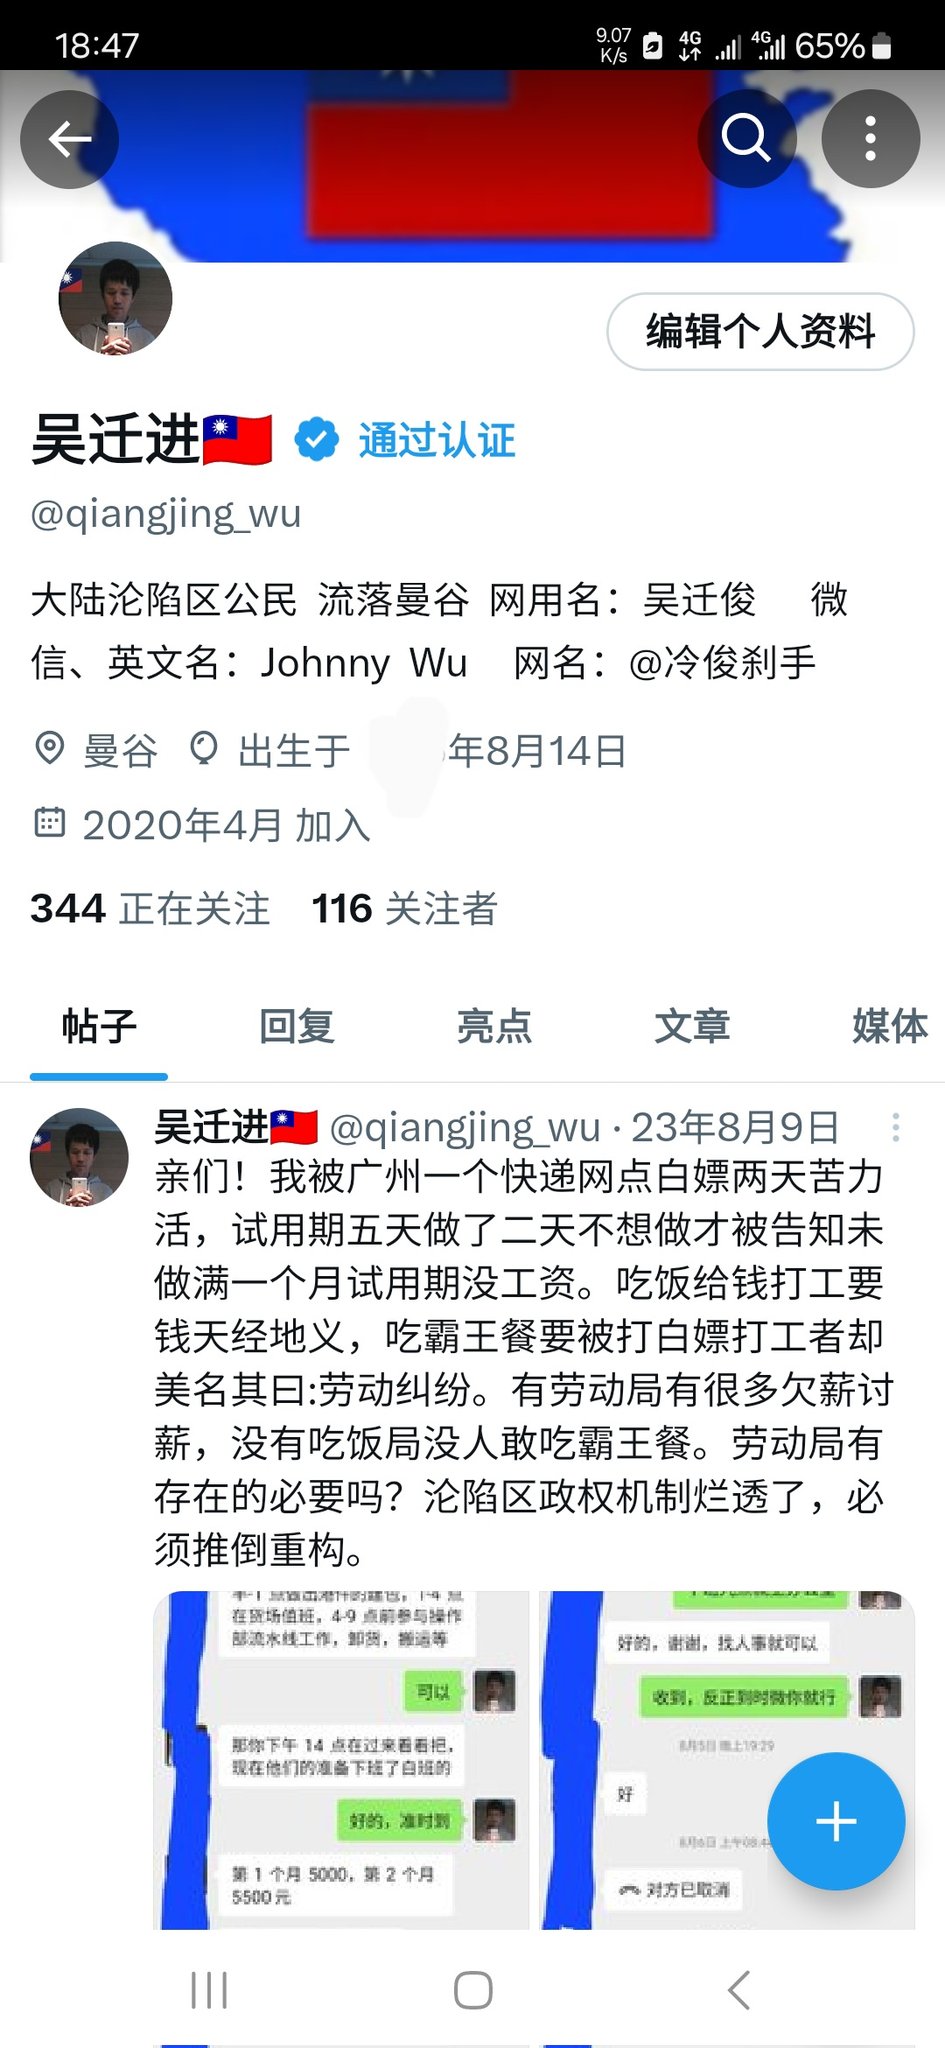 18:47
9.07 K/s 4G 4G 65%
编辑个人资料
吴迁进🇹🇼 通过认证
@qiangjing_wu
大陆沦陷区公民 流落曼谷 网用名：吴迁俊 微
信、英文名：Johnny Wu 网名：@冷俊刹手
曼谷 出生于 年8月14日
2020年4月 加入
344 正在关注 116 关注者
帖子 回复 亮点 文章 媒体
吴迁进🇹🇼 @qiangjing_wu · 23年8月9日
亲们！我被广州一个快递网点白嫖两天苦力
活，试用期五天做了二天不想做才被告知未
做满一个月试用期没工资。吃饭给钱打工要
钱天经地义，吃霸王餐要被打白嫖打工者却
美名其曰:劳动纠纷。有劳动局有很多欠薪讨
薪，没有吃饭局没人敢吃霸王餐。劳动局有
存在的必要吗？沦陷区政权机制烂透了，必
须推倒重构。
在货场值班，4-9 点前参与操作
部流水线工作，卸货，搬运等
可以
那你下午 14 点在过来看看把，
现在他们的准备下班了白班的
好的，准时到
第 1 个月 5000，第 2 个月
5500 元
好的，谢谢，找人事就可以
收到，反正到时微你就行
8月5日 晚上19:29
好
8月6日 上午08:4
对方已取消